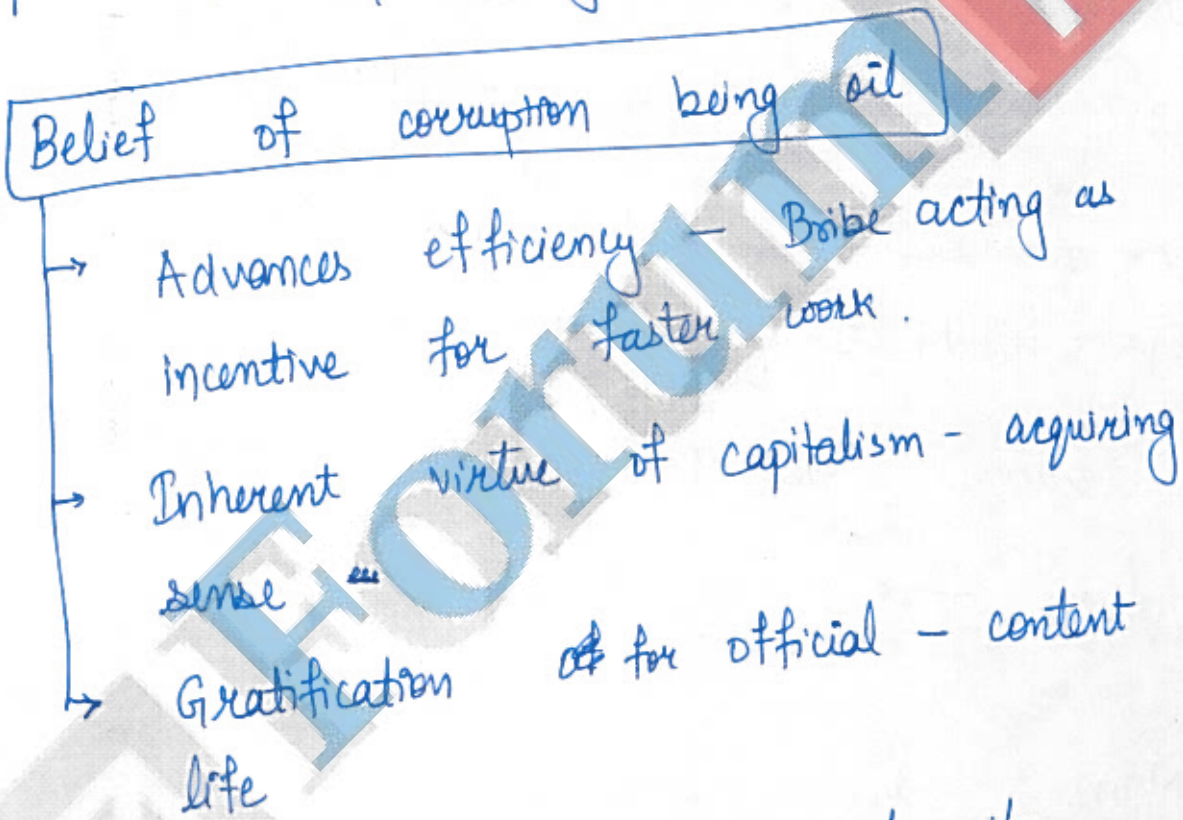 Belief of corruption being oil
→ Advances efficiency – Bribe acting as
incentive for faster work.
→ Inherent virtue of capitalism - acquiring
sense
→ Gratification for official – content
life
Forum